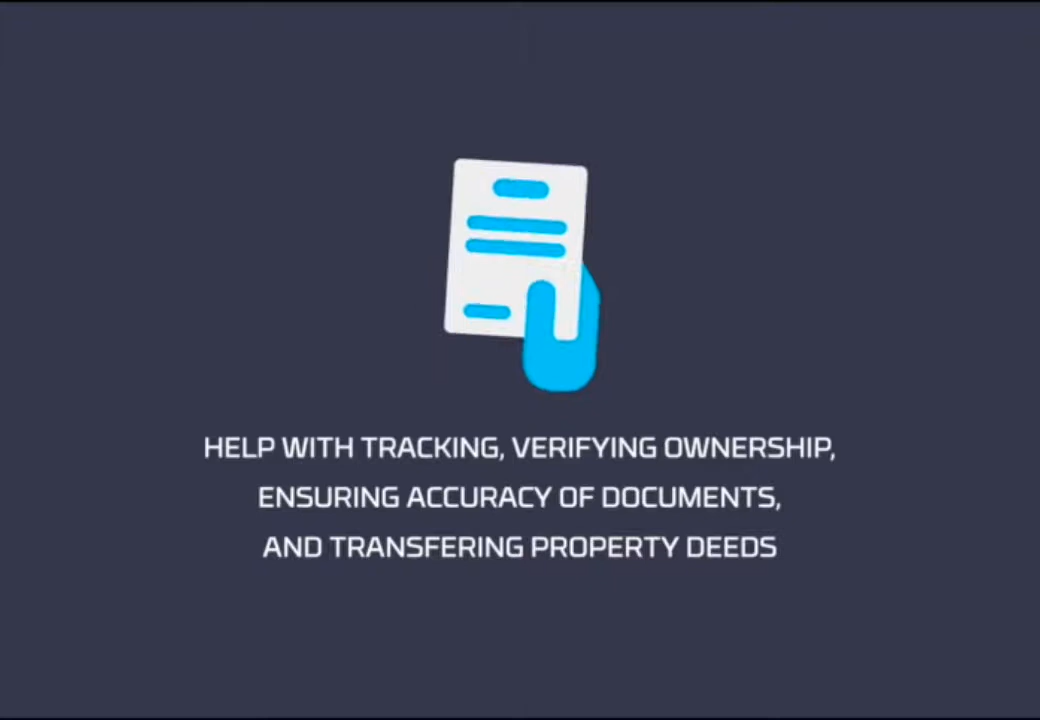 HELP WITH TRACKING, VERIFYING OWNERSHIP,
ENSURING ACCURACY OF DOCUMENTS,
AND TRANSFERING PROPERTY DEEDS